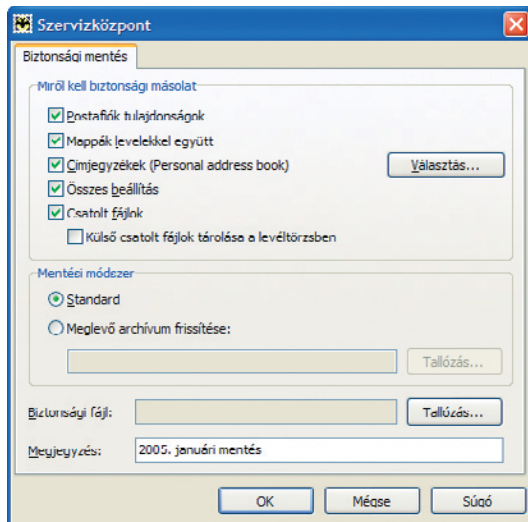 Szervizközpont
Biztonsági mentés
Miről kell biztonsági másolat
Postafiók tulajdonságok
Mappák levelekkel együtt
Címjegyzékek (Personal address book)
Választás...
Összes beállítás
Csatolt fájlok
Külső csatolt fájlok tárolása a levéltörzsben
Mentési módszer
Standard
Meglevő archívum frissítése:
Tallózás...
Biztonsági fájl:
Tallózás...
Megjegyzés:
2005. januári mentés
OK
Mégse
Súgó